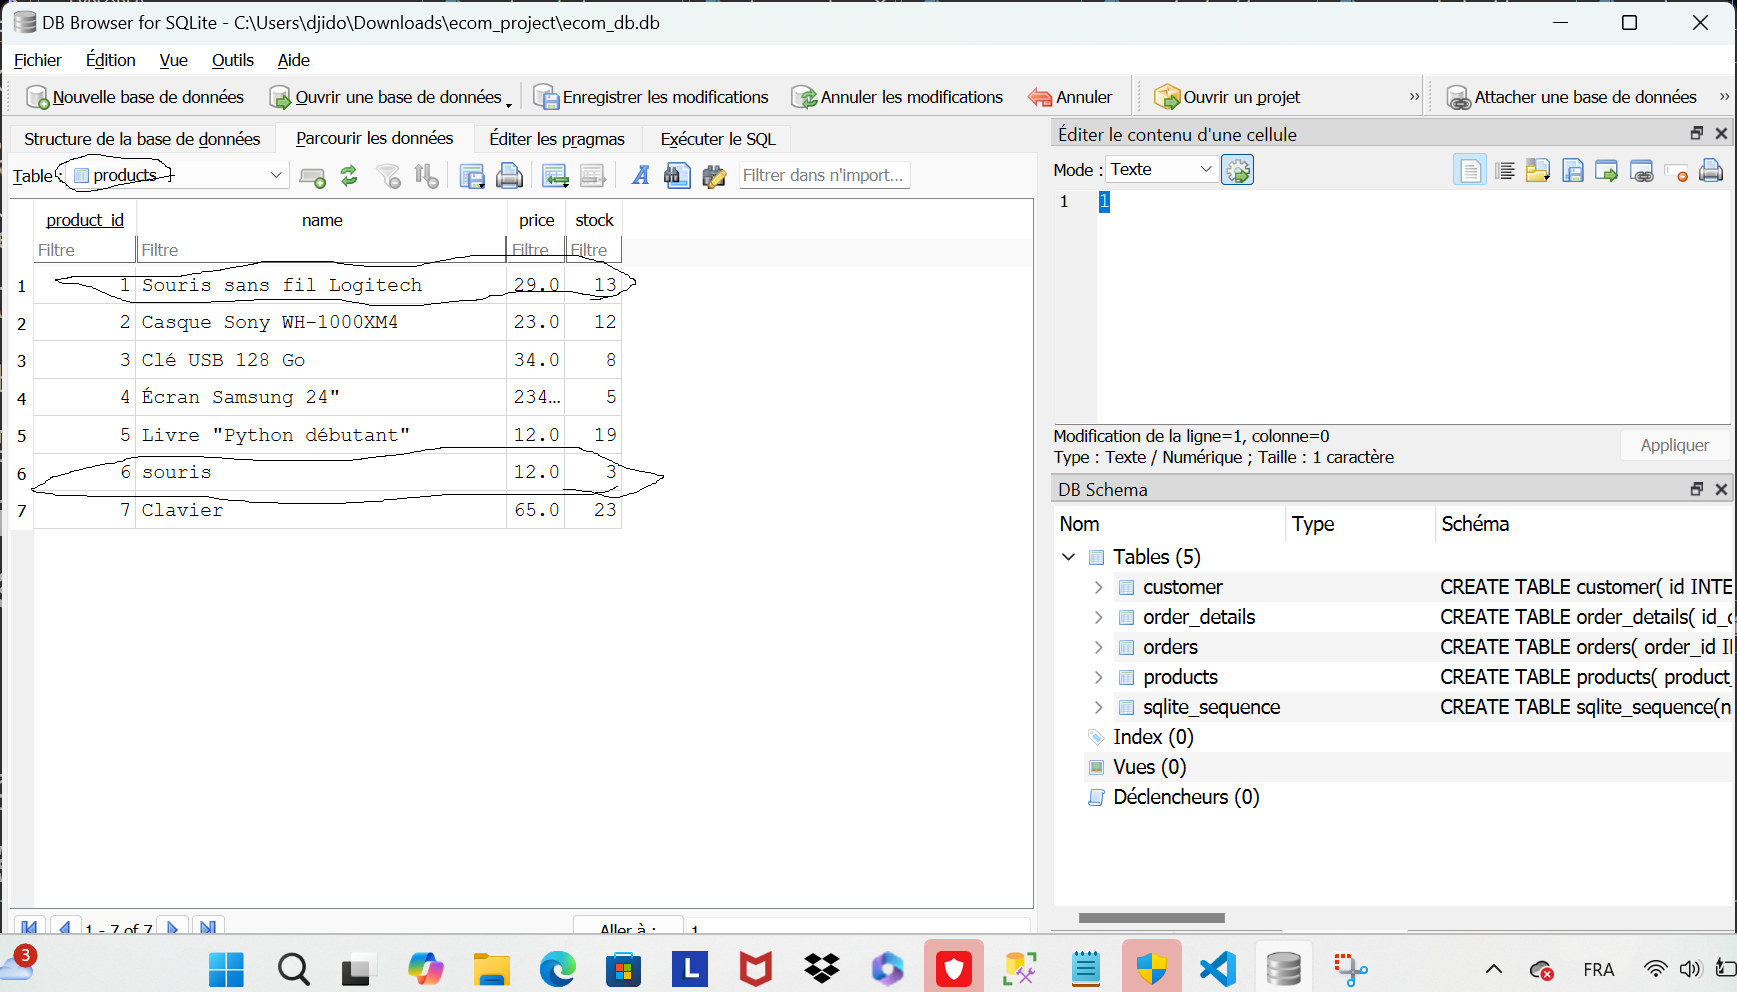 DB Browser for SQLite - C:\Users\djido\Downloads\ecom_project\ecom_db.db
Fichier Édition Vue Outils Aide
Nouvelle base de données Ouvrir une base de données Enregistrer les modifications Annuler les modifications Annuler Ouvrir un projet » Attacher une base de données »
Structure de la base de données Parcourir les données Éditer les pragmas Exécuter le SQL
Table : products Filtrer dans n'import...
product_id name price stock
Filtre Filtre Filtre Filtre
1 1 Souris sans fil Logitech 29.0 13
2 2 Casque Sony WH-1000XM4 23.0 12
3 3 Clé USB 128 Go 34.0 8
4 4 Écran Samsung 24" 234... 5
5 5 Livre "Python débutant" 12.0 19
6 6 souris 12.0 3
7 7 Clavier 65.0 23
1 - 7 of 7 Aller à : 1
Éditer le contenu d'une cellule
Mode : Texte
1 1
Modification de la ligne=1, colonne=0
Type : Texte / Numérique ; Taille : 1 caractère
Appliquer
DB Schema
Nom Type Schéma
Tables (5)
customer CREATE TABLE customer( id INTE
order_details CREATE TABLE order_details( id_
orders CREATE TABLE orders( order_id I
products CREATE TABLE products( product_
sqlite_sequence CREATE TABLE sqlite_sequence(n
Index (0)
Vues (0)
Déclencheurs (0)
3 L FRA